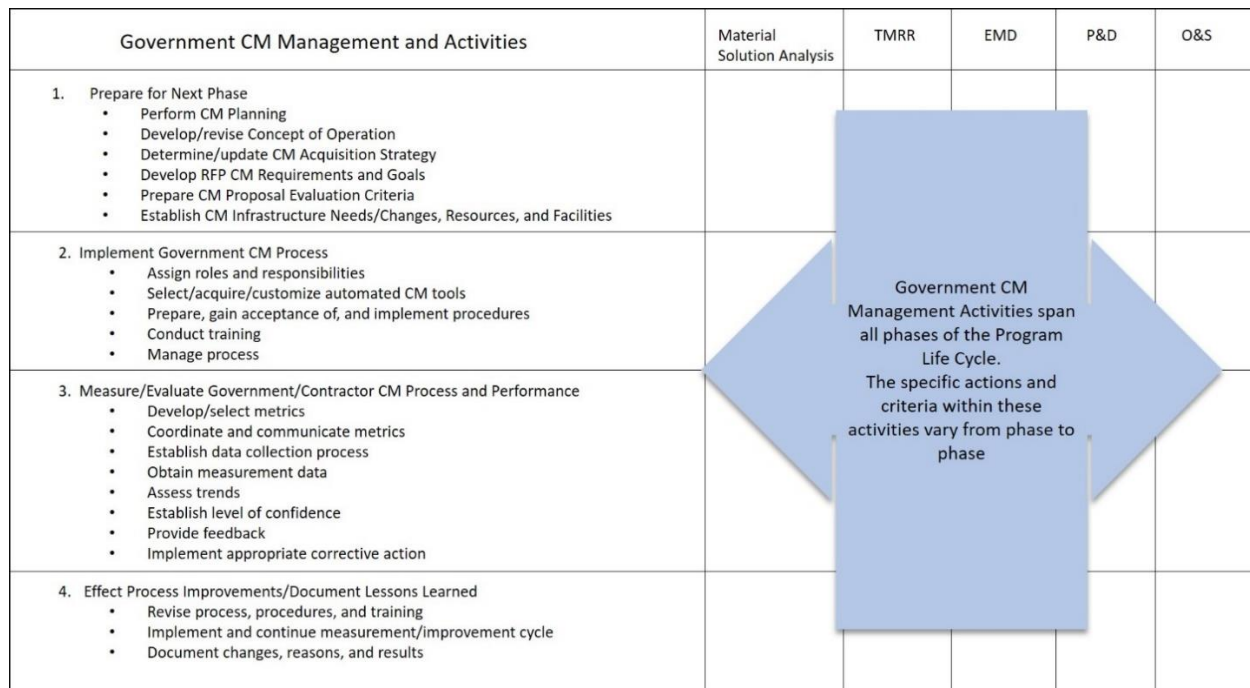 Government CM Management and Activities
Material
Solution Analysis
TMRR
EMD
P&D
O&S
1. Prepare for Next Phase
• Perform CM Planning
• Develop/revise Concept of Operation
• Determine/update CM Acquisition Strategy
• Develop RFP CM Requirements and Goals
• Prepare CM Proposal Evaluation Criteria
• Establish CM Infrastructure Needs/Changes, Resources, and Facilities
2. Implement Government CM Process
• Assign roles and responsibilities
• Select/acquire/customize automated CM tools
• Prepare, gain acceptance of, and implement procedures
• Conduct training
• Manage process
3. Measure/Evaluate Government/Contractor CM Process and Performance
• Develop/select metrics
• Coordinate and communicate metrics
• Establish data collection process
• Obtain measurement data
• Assess trends
• Establish level of confidence
• Provide feedback
• Implement appropriate corrective action
4. Effect Process Improvements/Document Lessons Learned
• Revise process, procedures, and training
• Implement and continue measurement/improvement cycle
• Document changes, reasons, and results
Government CM
Management Activities span
all phases of the Program
Life Cycle.
The specific actions and
criteria within these
activities vary from phase to
phase